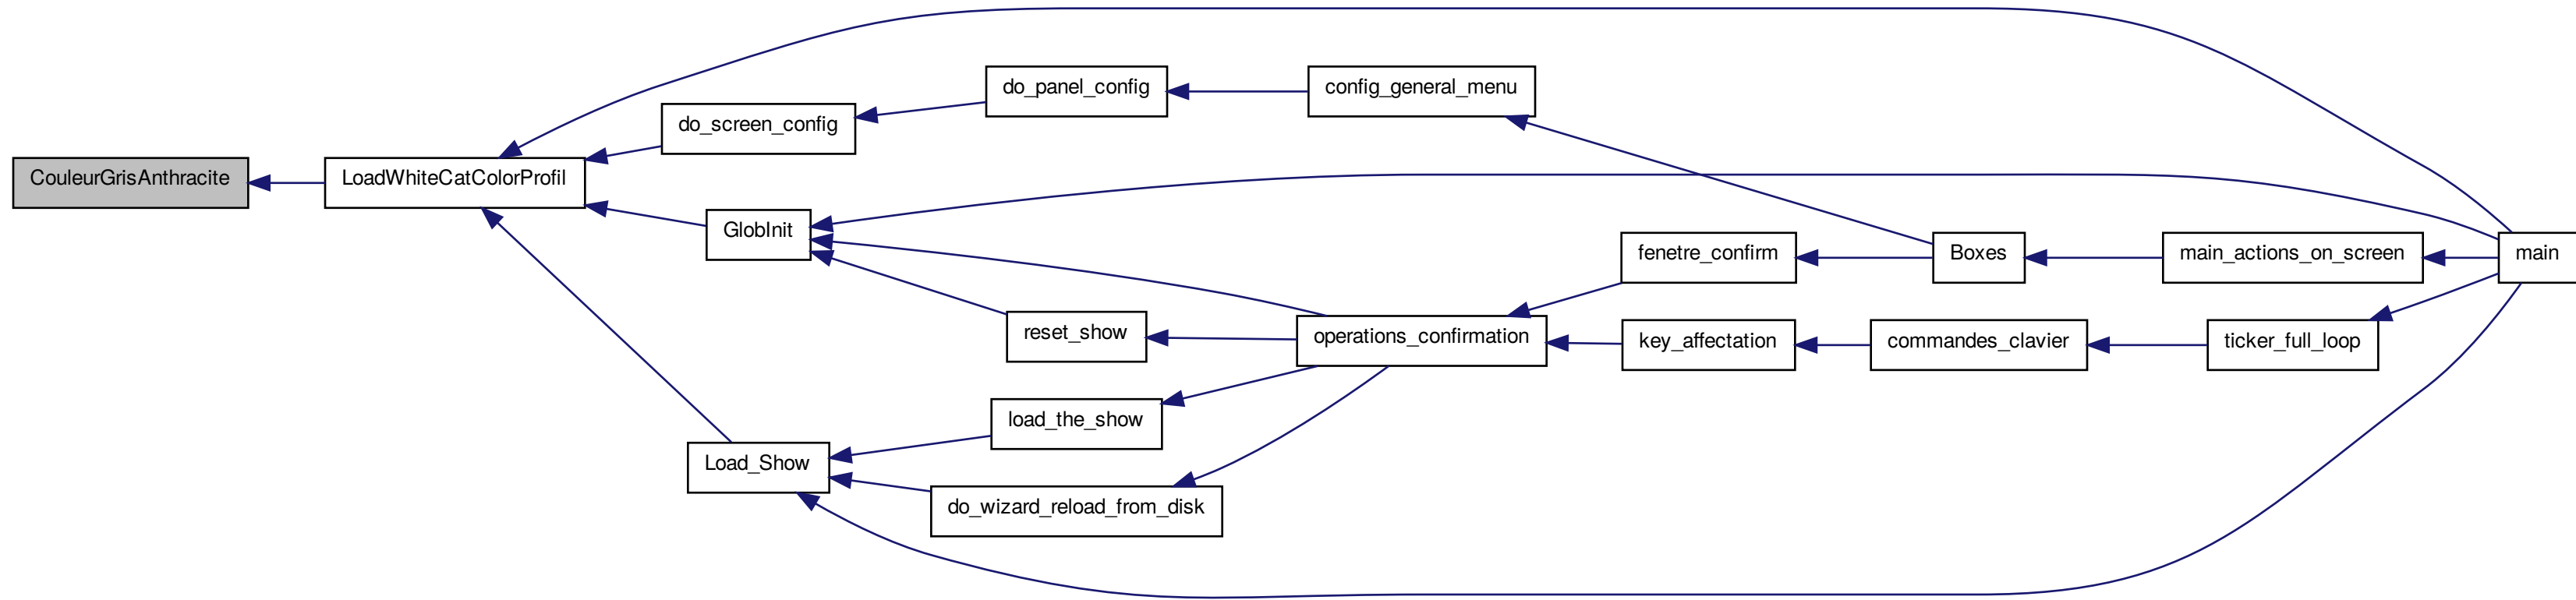 CouleurGrisAnthracite
LoadWhiteCatColorProfil
do_screen_config
do_panel_config
config_general_menu
GlobInit
reset_show
Load_Show
load_the_show
do_wizard_reload_from_disk
operations_confirmation
fenetre_confirm
key_affectation
Boxes
commandes_clavier
main_actions_on_screen
ticker_full_loop
main